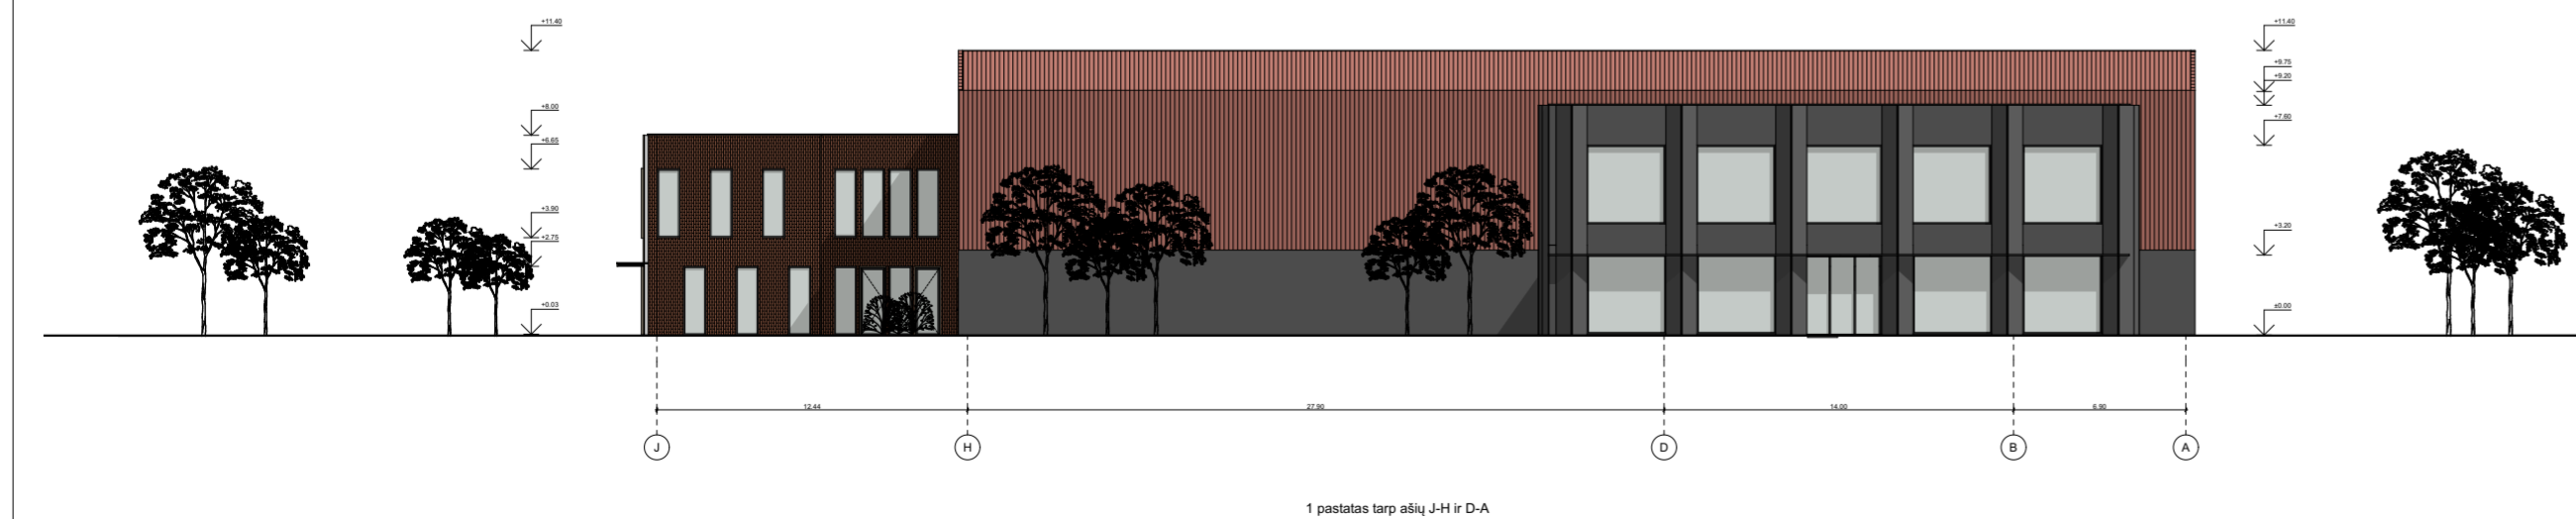 +11.40
+11.40
+9.75
+9.20
+8.00
+7.60
+6.65
+3.90
+3.20
+2.75
+0.03
±0.00
12.44
27.90
14.00
6.90
J
H
D
B
A
1 pastatas tarp ašių J-H ir D-A